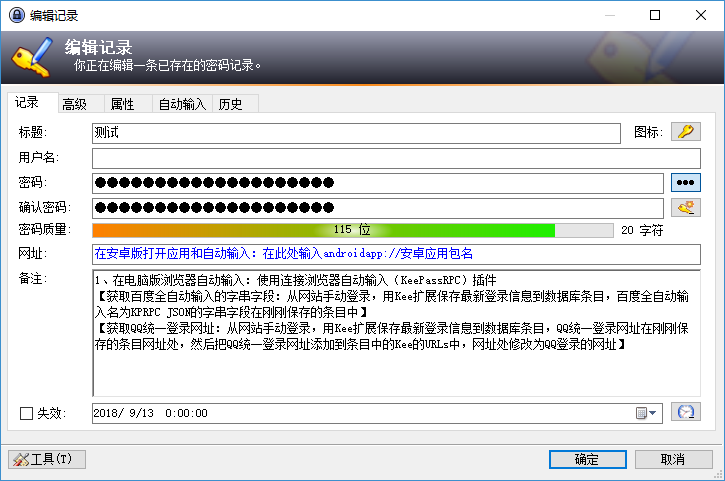 编辑记录
编辑记录
你正在编辑一条已存在的密码记录。
记录 高级 属性 自动输入 历史
标题: 测试 图标:
用户名:
密码: ●●●●●●●●●●●●●●●●●●●●
确认密码: ●●●●●●●●●●●●●●●●●●●●
密码质量: 115 位 20 字符
网址: 在安卓版打开应用和自动输入: 在此处输入androidapp://安卓应用包名
备注: 1、在电脑版浏览器自动输入: 使用连接浏览器自动输入（KeePassRPC）插件
【获取百度全自动输入的字串字段: 从网站手动登录，用Kee扩展保存最新登录信息到数据库条目，百度全自动输
入名为KPRPC JSON的字串字段在刚刚保存的条目中】
【获取QQ统一登录网址: 从网站手动登录，用Kee扩展保存最新登录信息到数据库条目，QQ统一登录网址在刚刚保
存的条目网址处，然后把QQ统一登录网址添加到条目中的Kee的URLs中，网址处修改为QQ登录的网址】
失效: 2018/ 9/13 0:00:00
工具(T) 确定 取消